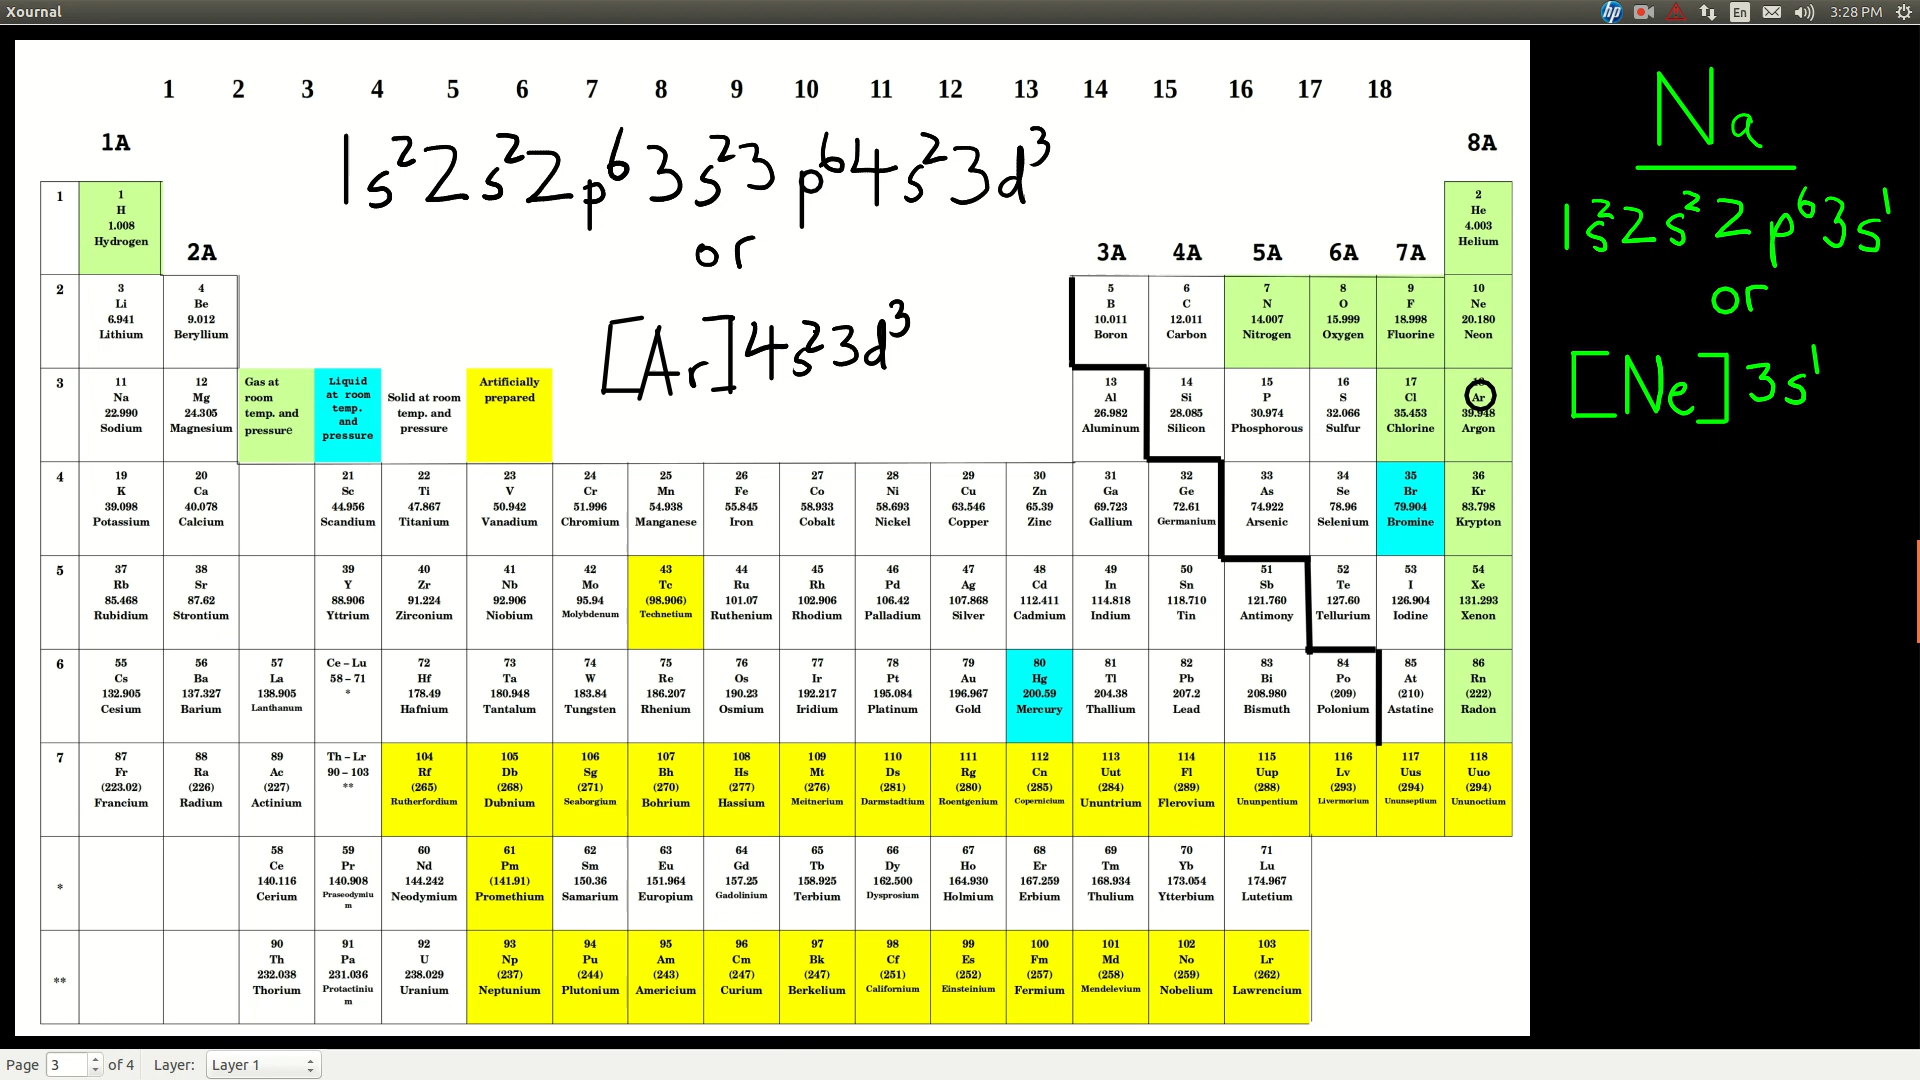 Xournal
hp En 3:28 PM
1 2 3 4 5 6 7 8 9 10 11 12 13 14 15 16 17 18
1A 8A
1s²2s²2p⁶3s²3p⁶4s²3d³
or
[Ar]4s²3d³
Na
1s²2s²2p⁶3s¹
or
[Ne]3s¹
2A 3A 4A 5A 6A 7A
1 1 2
H He
1.008 4.003
Hydrogen Helium
2 3 4 5 6 7 8 9 10
Li Be B C N O F Ne
6.941 9.012 10.011 12.011 14.007 15.999 18.998 20.180
Lithium Beryllium Boron Carbon Nitrogen Oxygen Fluorine Neon
Gas at
room
temp. and
pressure
Liquid
at room
temp.
and
pressure
Solid at room
temp. and
pressure
Artificially
prepared
3 11 12 13 14 15 16 17 18
Na Mg Al Si P S Cl Ar
22.990 24.305 26.982 28.085 30.974 32.066 35.453 39.948
Sodium Magnesium Aluminum Silicon Phosphorous Sulfur Chlorine Argon
4 19 20 21 22 23 24 25 26 27 28 29 30 31 32 33 34 35 36
K Ca Sc Ti V Cr Mn Fe Co Ni Cu Zn Ga Ge As Se Br Kr
39.098 40.078 44.956 47.867 50.942 51.996 54.938 55.845 58.933 58.693 63.546 65.39 69.723 72.61 74.922 78.96 79.904 83.798
Potassium Calcium Scandium Titanium Vanadium Chromium Manganese Iron Cobalt Nickel Copper Zinc Gallium Germanium Arsenic Selenium Bromine Krypton
5 37 38 39 40 41 42 43 44 45 46 47 48 49 50 51 52 53 54
Rb Sr Y Zr Nb Mo Tc Ru Rh Pd Ag Cd In Sn Sb Te I Xe
85.468 87.62 88.906 91.224 92.906 95.94 (98.906) 101.07 102.906 106.42 107.868 112.411 114.818 118.710 121.760 127.60 126.904 131.293
Rubidium Strontium Yttrium Zirconium Niobium Molybdenum Technetium Ruthenium Rhodium Palladium Silver Cadmium Indium Tin Antimony Tellurium Iodine Xenon
6 55 56 57 Ce – Lu 72 73 74 75 76 77 78 79 80 81 82 83 84 85 86
Cs Ba La 58 – 71 Hf Ta W Re Os Ir Pt Au Hg Tl Pb Bi Po At Rn
132.905 137.327 138.905 * 178.49 180.948 183.84 186.207 190.23 192.217 195.084 196.967 200.59 204.38 207.2 208.980 (209) (210) (222)
Cesium Barium Lanthanum Hafnium Tantalum Tungsten Rhenium Osmium Iridium Platinum Gold Mercury Thallium Lead Bismuth Polonium Astatine Radon
7 87 88 89 Th – Lr 104 105 106 107 108 109 110 111 112 113 114 115 116 117 118
Fr Ra Ac 90 – 103 Rf Db Sg Bh Hs Mt Ds Rg Cn Uut Fl Uup Lv Uus Uuo
(223.02) (226) (227) ** (265) (268) (271) (270) (277) (276) (281) (280) (285) (284) (289) (288) (293) (294) (294)
Francium Radium Actinium Rutherfordium Dubnium Seaborgium Bohrium Hassium Meitnerium Darmstadtium Roentgenium Copernicium Ununtrium Flerovium Ununpentium Livermorium Ununseptium Ununoctium
* 58 59 60 61 62 63 64 65 66 67 68 69 70 71
Ce Pr Nd Pm Sm Eu Gd Tb Dy Ho Er Tm Yb Lu
140.116 140.908 144.242 (141.91) 150.36 151.964 157.25 158.925 162.500 164.930 167.259 168.934 173.054 174.967
Cerium Praseodymiu Neodymium Promethium Samarium Europium Gadolinium Terbium Dysprosium Holmium Erbium Thulium Ytterbium Lutetium
m
** 90 91 92 93 94 95 96 97 98 99 100 101 102 103
Th Pa U Np Pu Am Cm Bk Cf Es Fm Md No Lr
232.038 231.036 238.029 (237) (244) (243) (247) (247) (251) (252) (257) (258) (259) (262)
Thorium Protactiniu Uranium Neptunium Plutonium Americium Curium Berkelium Californium Einsteinium Fermium Mendelevium Nobelium Lawrencium
m
Page 3 of 4 Layer: Layer 1